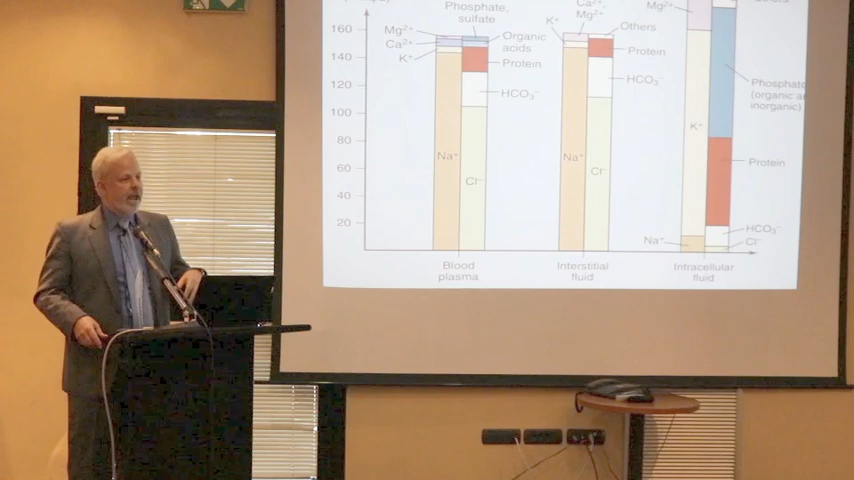 Phosphate,
sulfate
Mg²⁺
Ca²⁺
K⁺
Organic
acids
Protein
HCO₃⁻
Na⁺
Cl⁻
K⁺
Ca²⁺,
Mg²⁺
Others
Protein
HCO₃⁻
Na⁺
Cl⁻
Mg²⁺
K⁺
Phosphate
(organic a
inorganic)
Protein
HCO₃⁻
Na⁺
Cl⁻
160
140
120
100
80
60
40
20
Blood
plasma
Interstitial
fluid
Intracellular
fluid